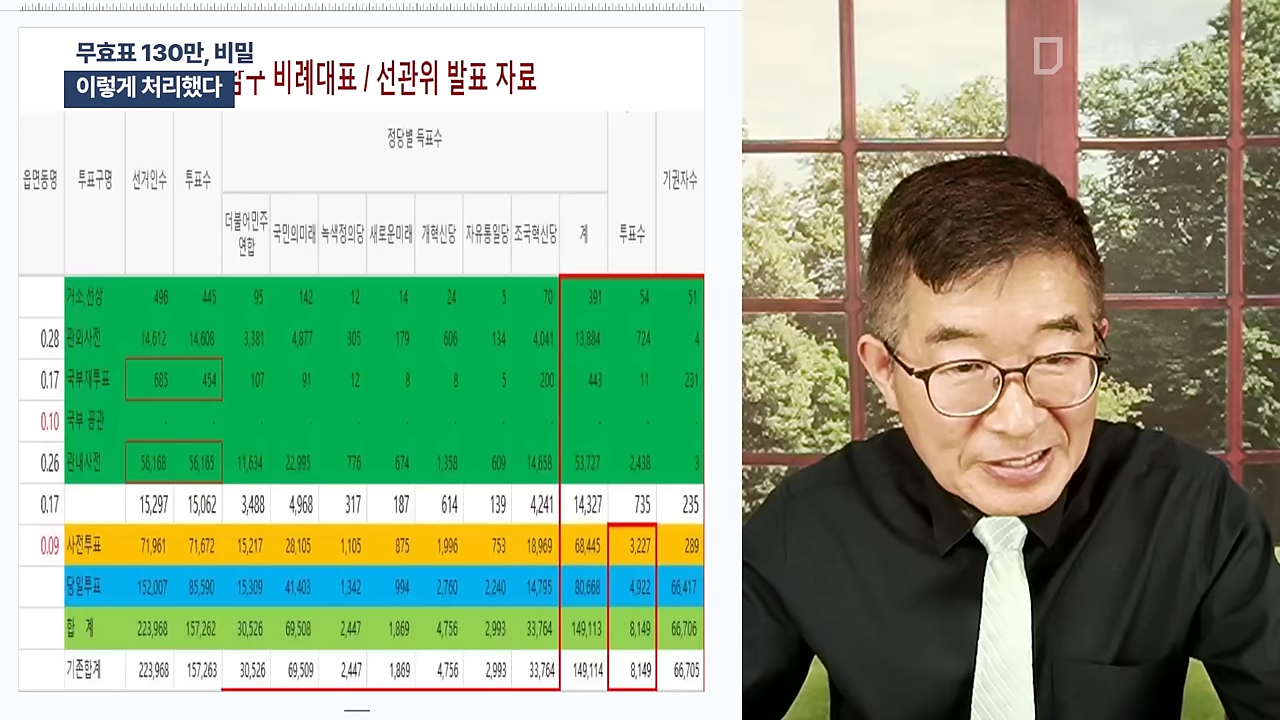 무효표 130만, 비밀
이렇게 처리했다
비례대표 / 선관위 발표 자료
읍면동명 투표구명 선거인수 투표수 정당별 득표수 투표수 기권자수
더불어민주연합 국민의미래 녹색정의당 새로운미래 개혁신당 자유통일당 조국혁신당 계
거소,선상 496 445 95 142 12 14 24 5 70 391 54 51
0.28 관외사전 14,612 14,608 3,381 4,877 305 179 606 134 4,041 13,884 724 4
0.17 국부재투표 685 454 107 91 12 8 8 5 200 443 11 231
0.10 국부 공관 - - - - - - - - - - - -
0.26 관내사전 56,168 56,165 11,634 22,995 776 674 1,358 609 14,658 53,727 2,438 3
0.17 15,297 15,062 3,488 4,968 317 187 614 139 4,241 14,327 735 235
0.09 사전투표 71,961 71,672 15,217 28,105 1,105 875 1,996 753 18,969 68,445 3,227 289
당일투표 152,007 85,590 15,309 41,403 1,342 994 2,760 2,240 14,795 80,668 4,922 66,417
합 계 223,968 157,262 30,526 69,508 2,447 1,869 4,756 2,993 33,764 149,113 8,149 66,706
기존합계 223,968 157,263 30,526 69,509 2,447 1,869 4,756 2,993 33,764 149,114 8,149 66,705